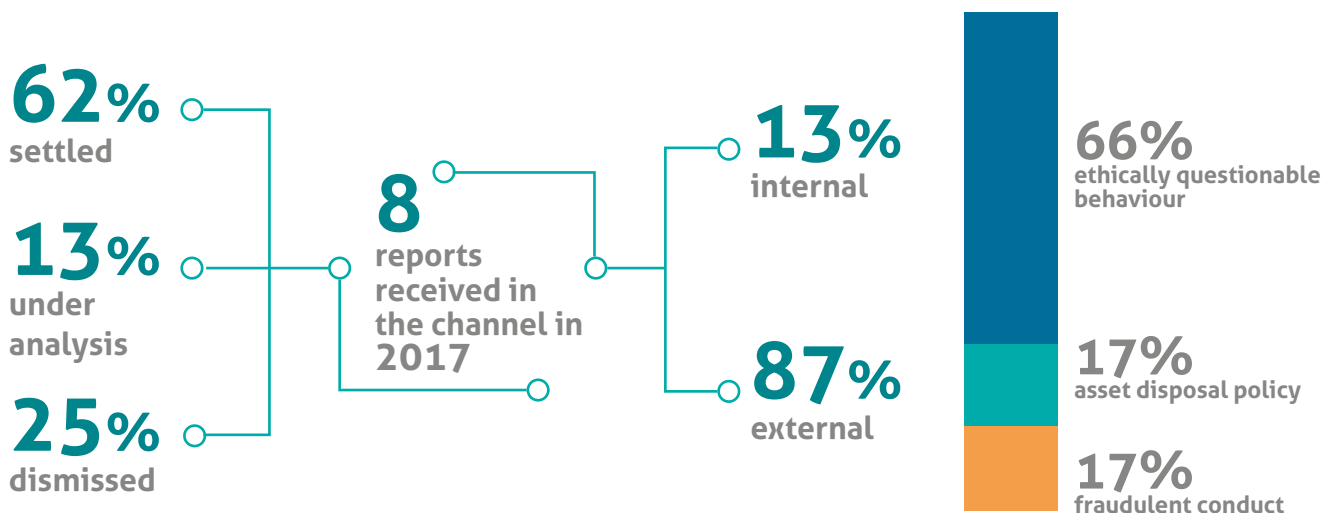 62%
settled
13%
under
analysis
25%
dismissed
8
reports
received in
the channel in
2017
13%
internal
87%
external
66%
ethically questionable
behaviour
17%
asset disposal policy
17%
fraudulent conduct